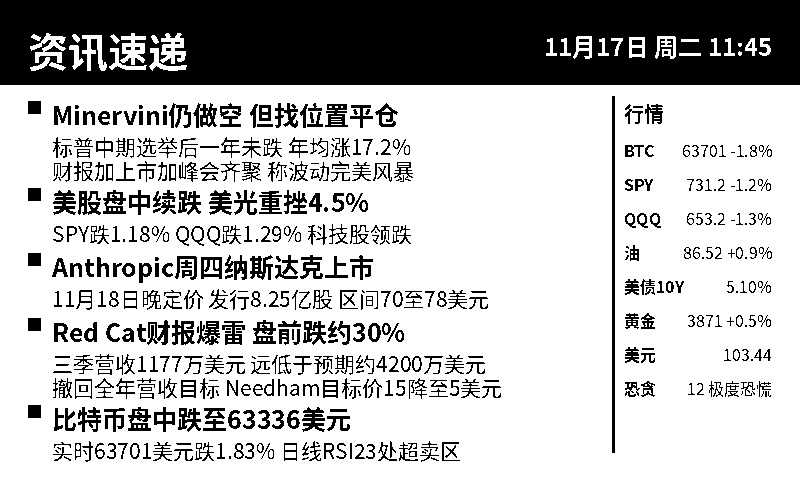 资讯速递
11月17日 周二 11:45
Minervini仍做空 但找位置平仓
标普中期选举后一年未跌 年均涨17.2%
财报加上市加峰会齐聚 称波动完美风暴
美股盘中续跌 美光重挫4.5%
SPY跌1.18% QQQ跌1.29% 科技股领跌
Anthropic周四纳斯达克上市
11月18日晚定价 发行8.25亿股 区间70至78美元
Red Cat财报爆雷 盘前跌约30%
三季营收1177万美元 远低于预期约4200万美元
撤回全年营收目标 Needham目标价15降至5美元
比特币盘中跌至63336美元
实时63701美元跌1.83% 日线RSI23处超卖区
行情
BTC 63701 -1.8%
SPY 731.2 -1.2%
QQQ 653.2 -1.3%
油 86.52 +0.9%
美债10Y 5.10%
黄金 3871 +0.5%
美元 103.44
恐贪 12 极度恐慌